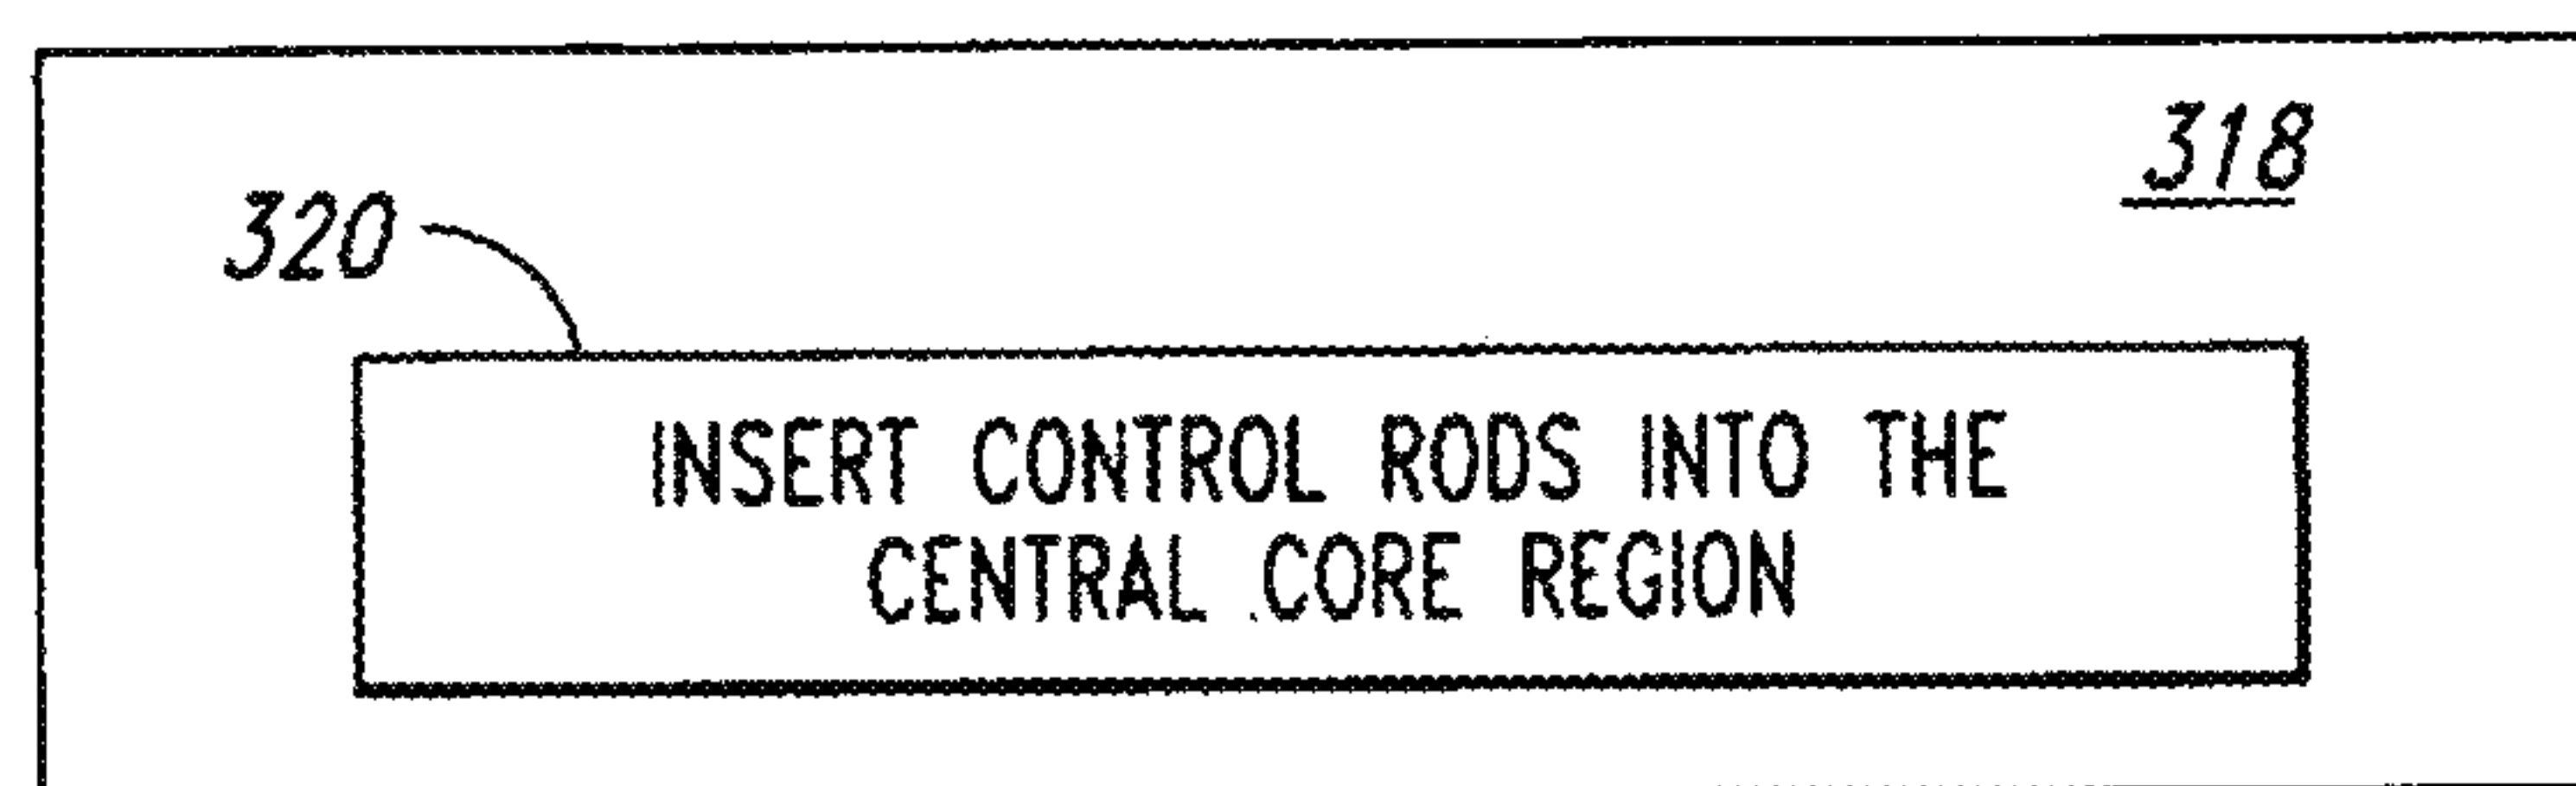 318
320
INSERT CONTROL RODS INTO THE
CENTRAL CORE REGION